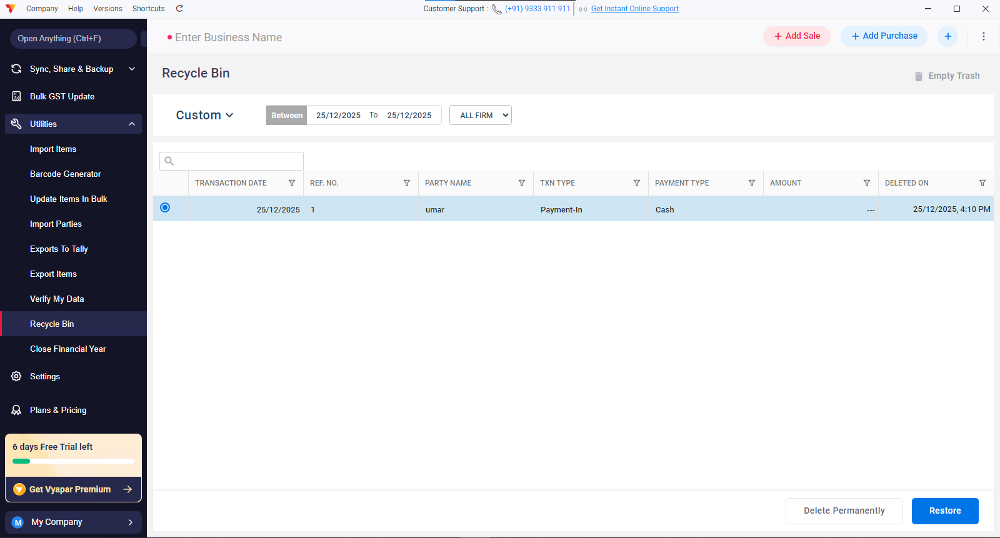 Company Help Versions Shortcuts
Customer Support : (+91) 9333 911 911 Get Instant Online Support
Open Anything (Ctrl+F)
Enter Business Name
Add Sale
Add Purchase
Sync, Share & Backup
Bulk GST Update
Utilities
Import Items
Barcode Generator
Update Items In Bulk
Import Parties
Exports To Tally
Export Items
Verify My Data
Recycle Bin
Close Financial Year
Settings
Plans & Pricing
6 days Free Trial left
Get Vyapar Premium
M My Company
Recycle Bin
Empty Trash
Custom
Between 25/12/2025 To 25/12/2025
ALL FIRM
TRANSACTION DATE REF. NO. PARTY NAME TXN TYPE PAYMENT TYPE AMOUNT DELETED ON
25/12/2025 1 umar Payment-In Cash --- 25/12/2025, 4:10 PM
Delete Permanently
Restore